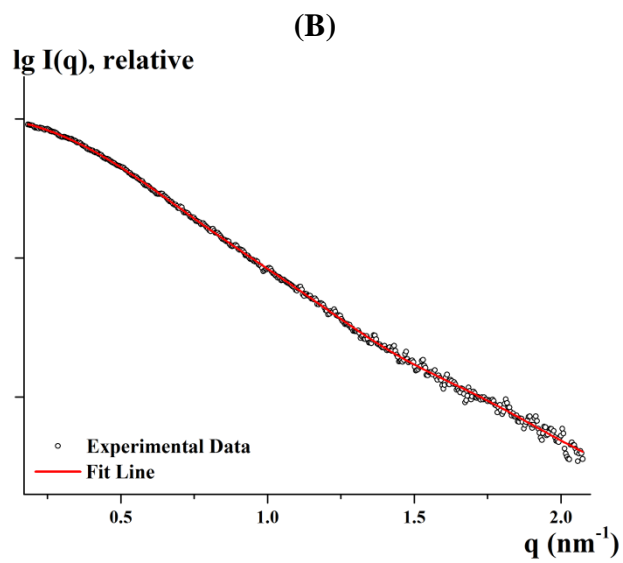 (B)
lg I(q), relative
Experimental Data
Fit Line
0.5 1.0 1.5 2.0
q (nm⁻¹)